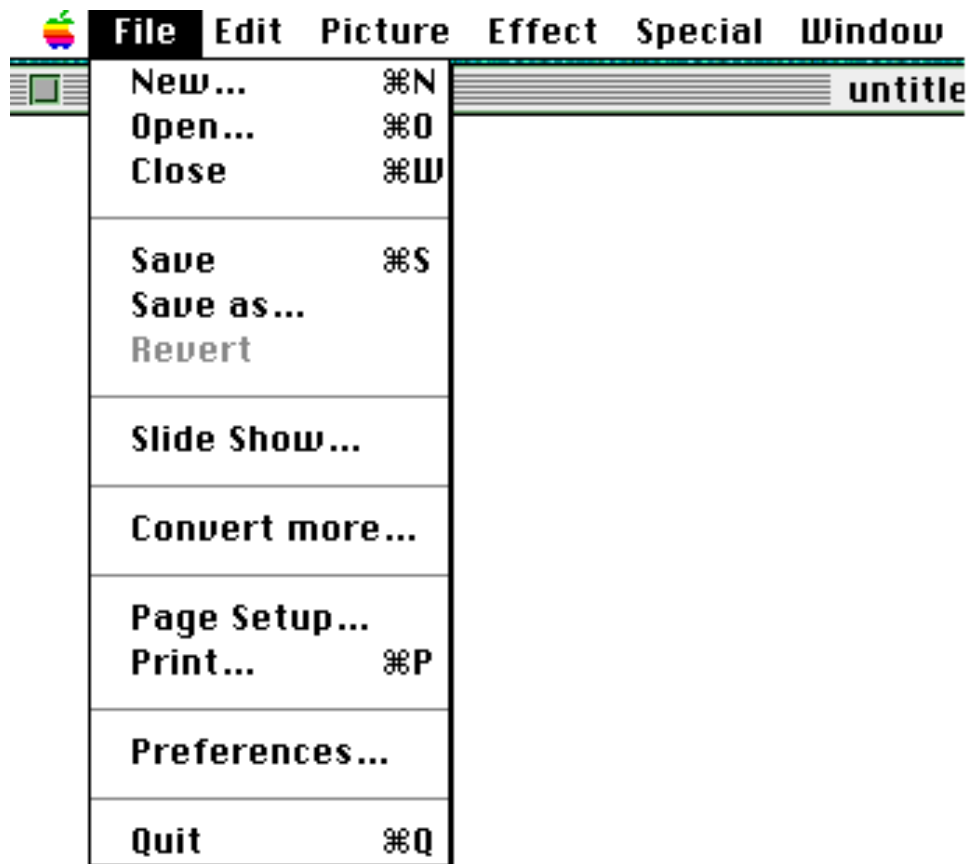 File Edit Picture Effect Special Window
untitle
New... ⌘N
Open... ⌘O
Close ⌘W
Save ⌘S
Save as...
Revert
Slide Show...
Convert more...
Page Setup...
Print... ⌘P
Preferences...
Quit ⌘Q